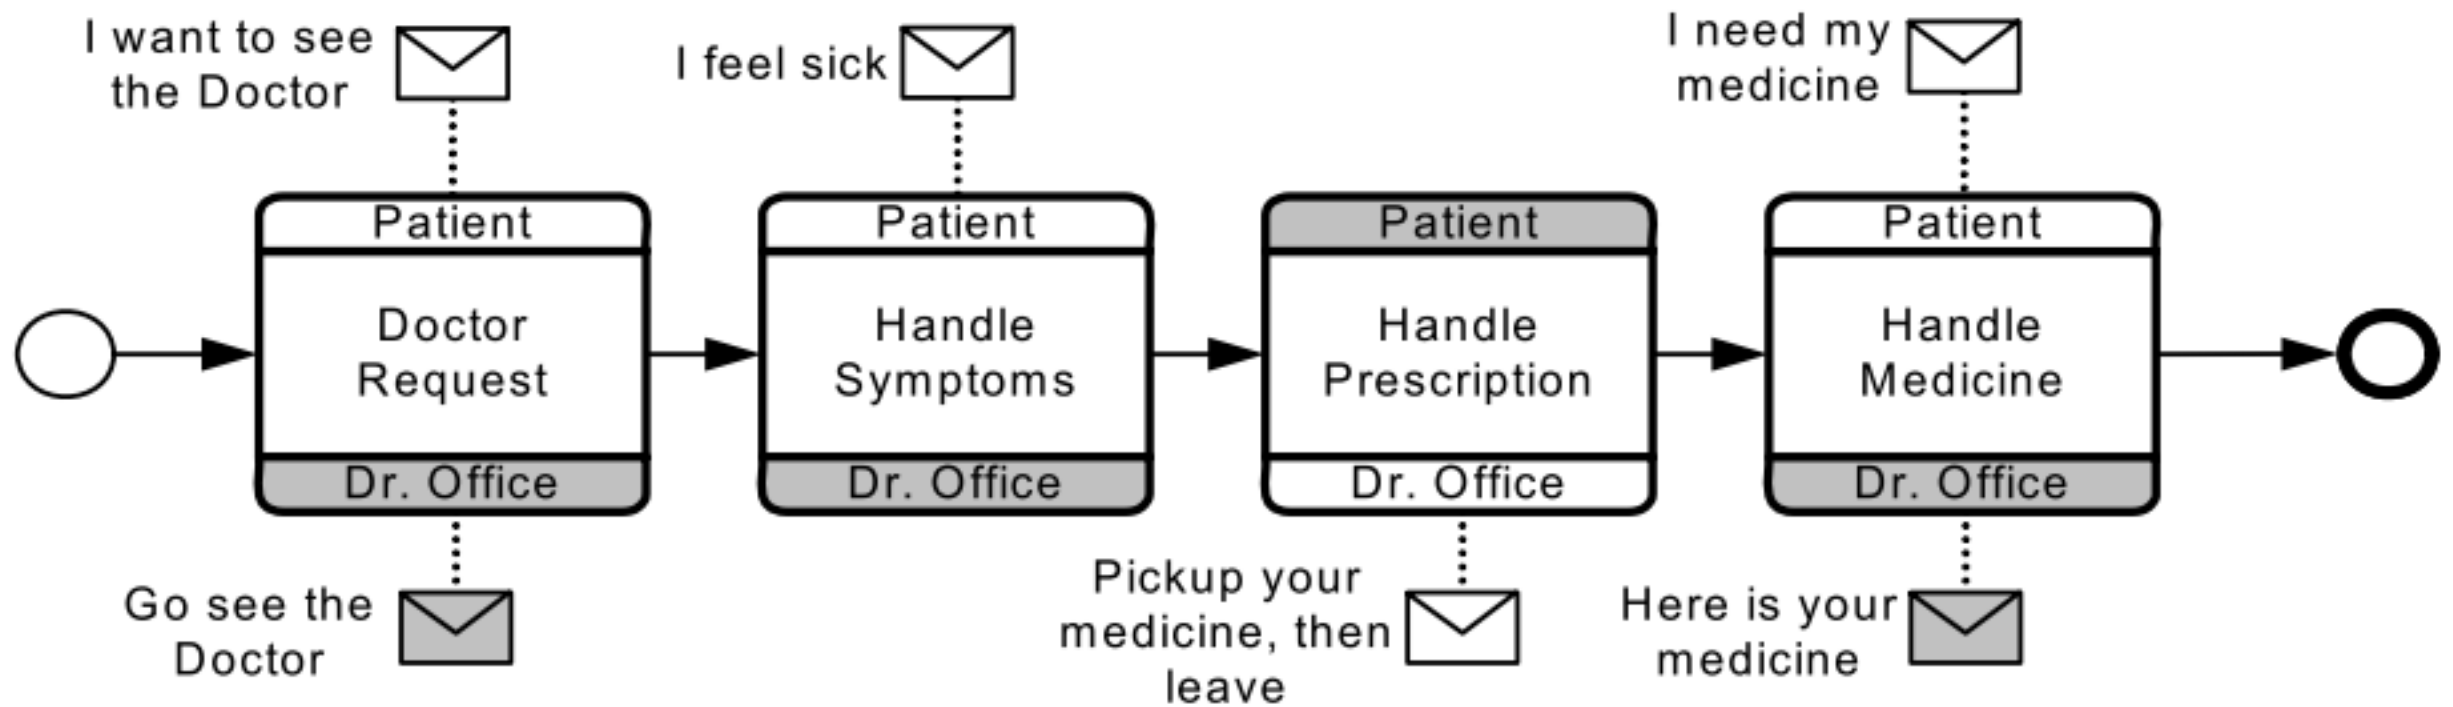 I want to see
the Doctor
I feel sick
I need my
medicine
Patient
Doctor
Request
Dr. Office
Patient
Handle
Symptoms
Dr. Office
Patient
Handle
Prescription
Dr. Office
Patient
Handle
Medicine
Dr. Office
Go see the
Doctor
Pickup your
medicine, then
leave
Here is your
medicine